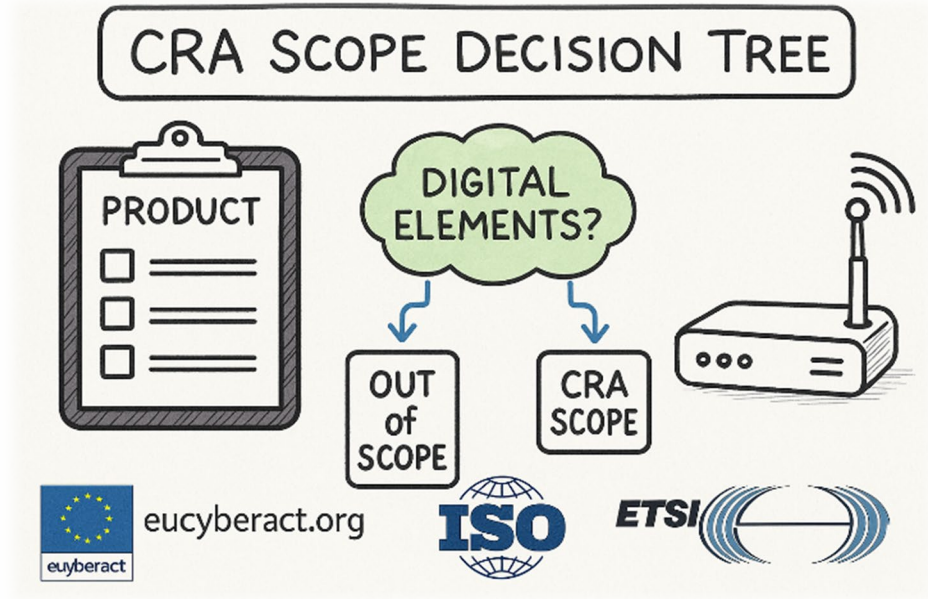 CRA SCOPE DECISION TREE
PRODUCT
DIGITAL
ELEMENTS?
OUT
of
SCOPE
CRA
SCOPE
euyberact
eucyberact.org
ISO
ETSI